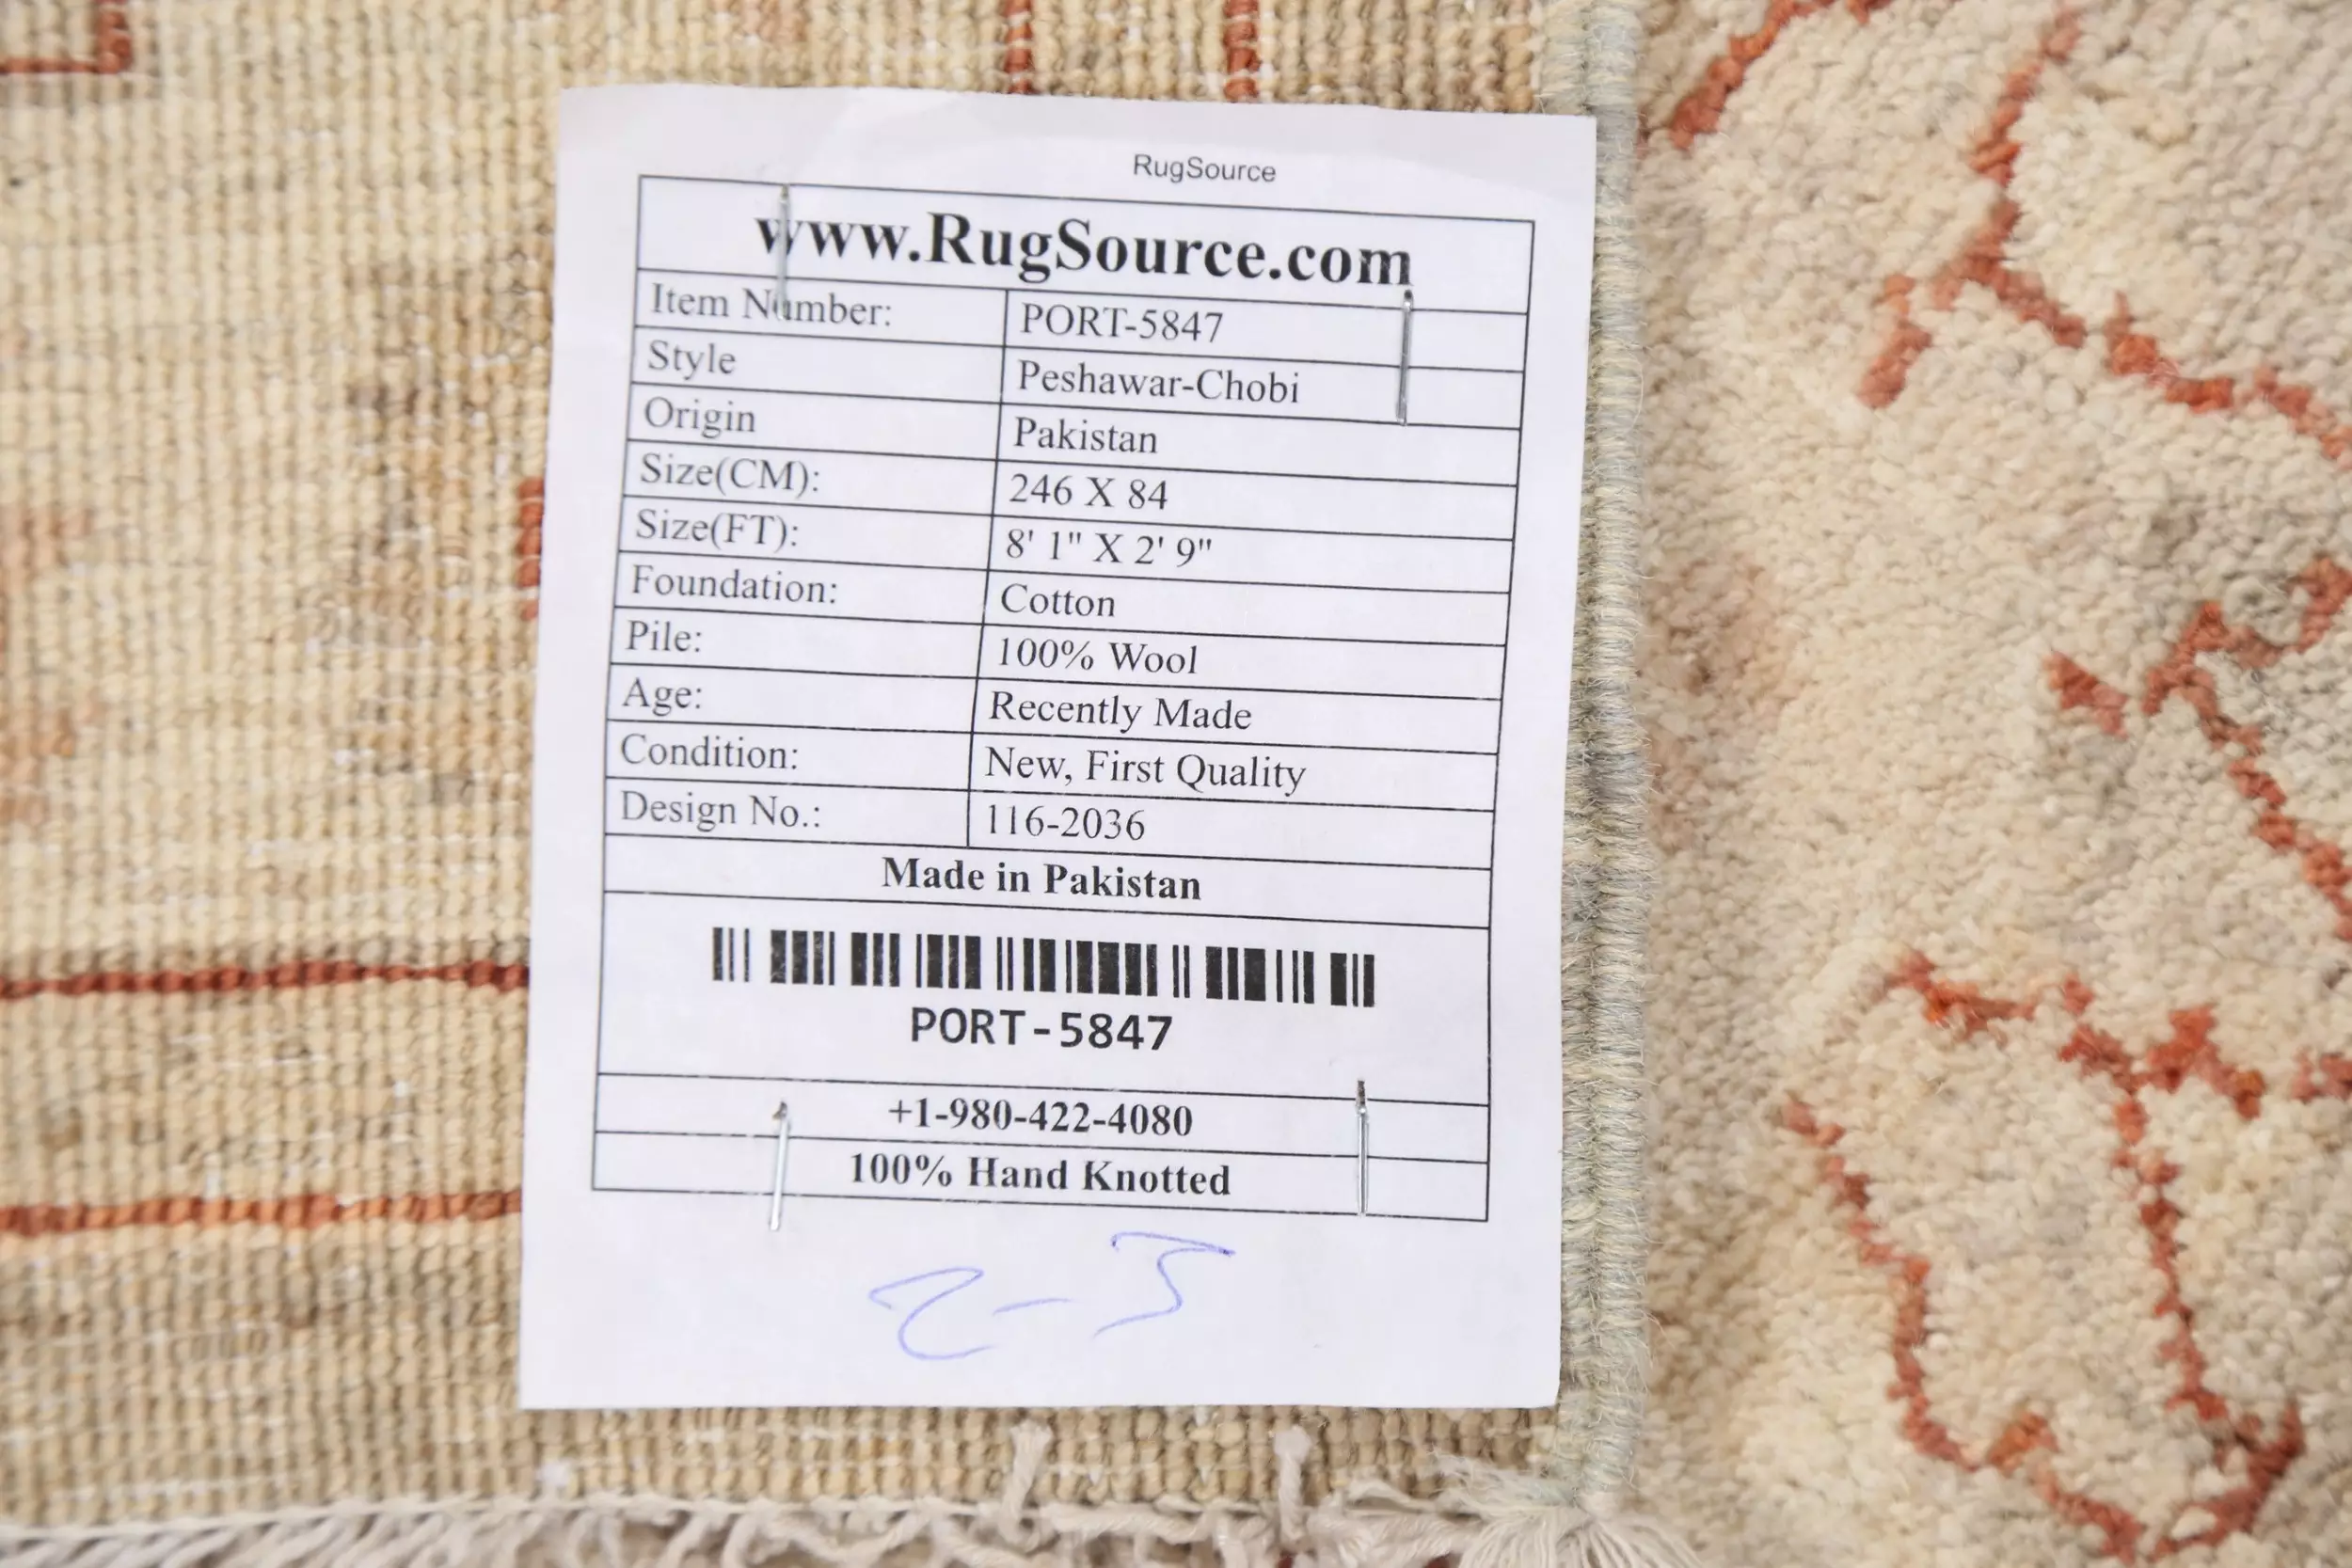 RugSource
www.RugSource.com
Item Number: PORT-5847
Style Peshawar-Chobi
Origin Pakistan
Size(CM): 246 X 84
Size(FT): 8' 1" X 2' 9"
Foundation: Cotton
Pile: 100% Wool
Age: Recently Made
Condition: New, First Quality
Design No.: 116-2036
Made in Pakistan
PORT-5847
+1-980-422-4080
100% Hand Knotted
2-3